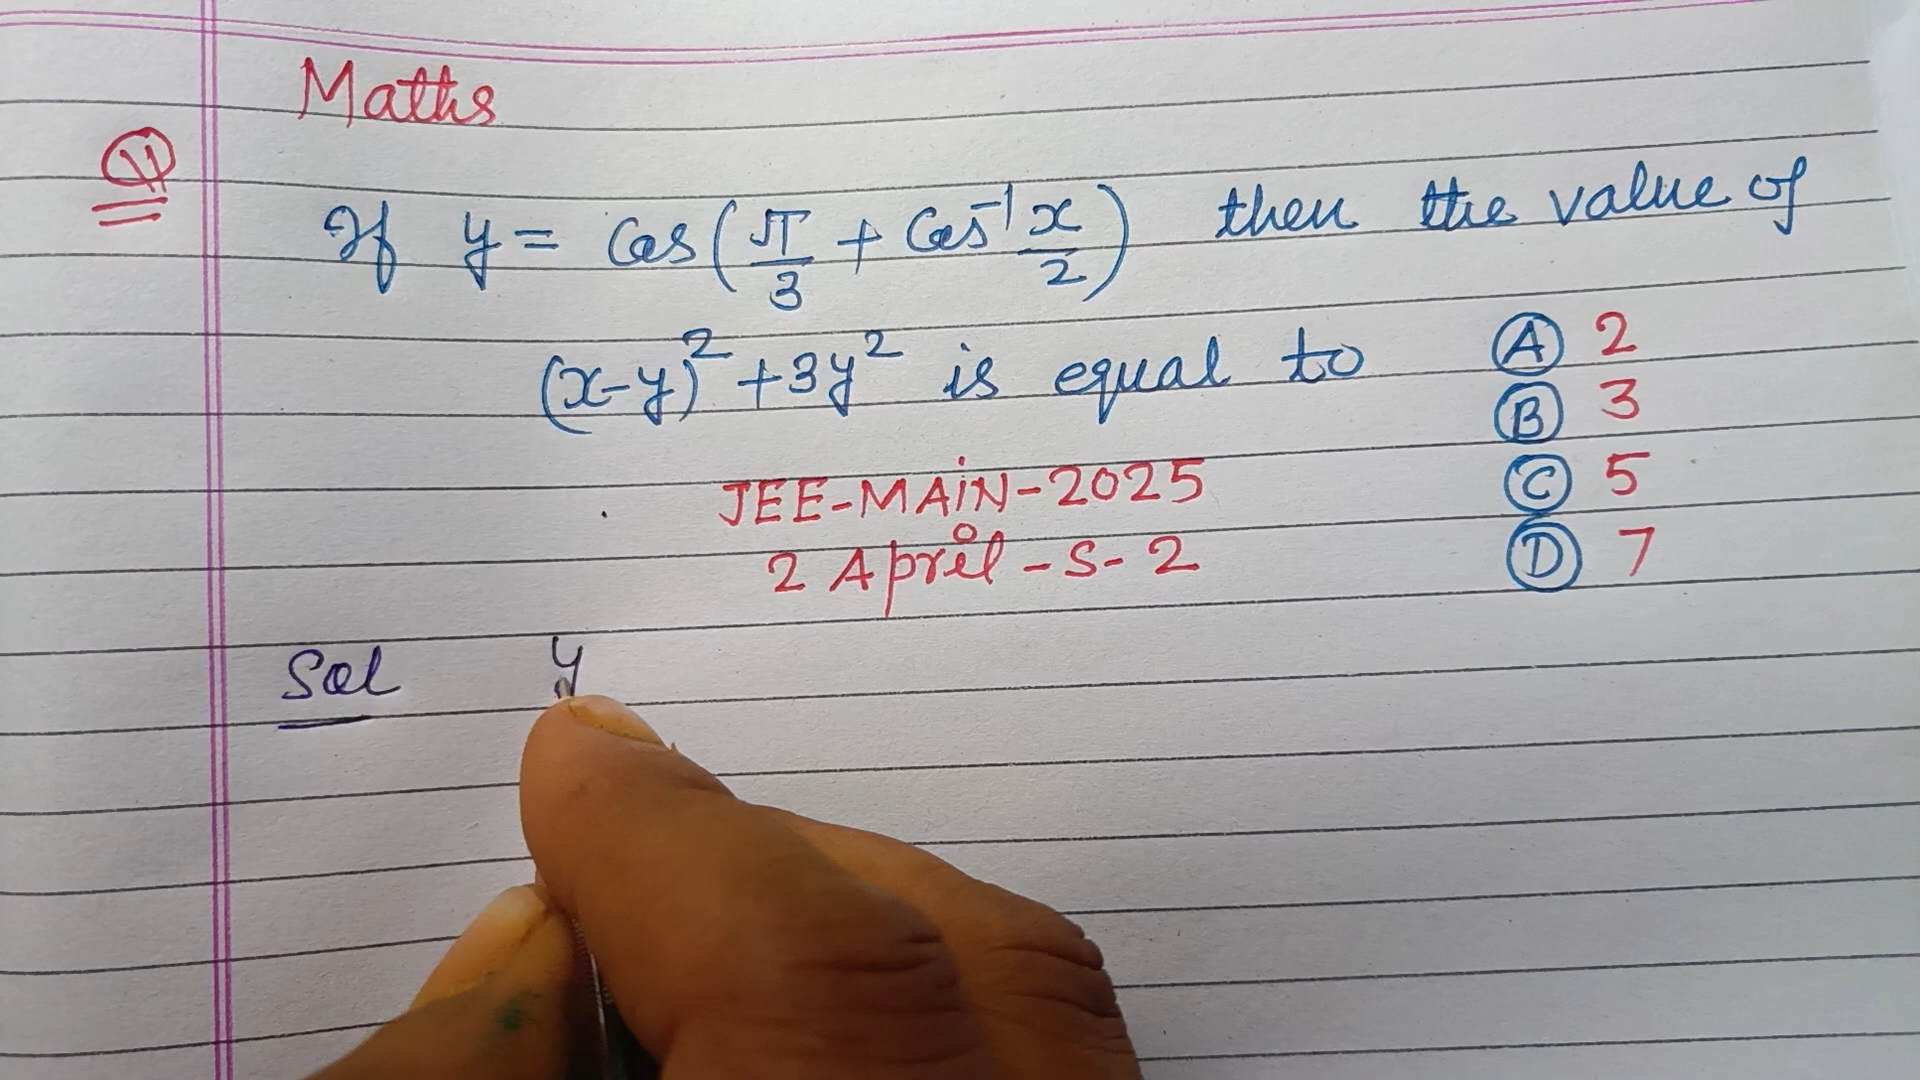 Maths
11
If y = Cos(π/3 + Cos⁻¹ x/2) then the value of
(x-y)² + 3y² is equal to
(A) 2
(B) 3
(C) 5
(D) 7
JEE-MAIN-2025
2 April - S- 2
Sol y